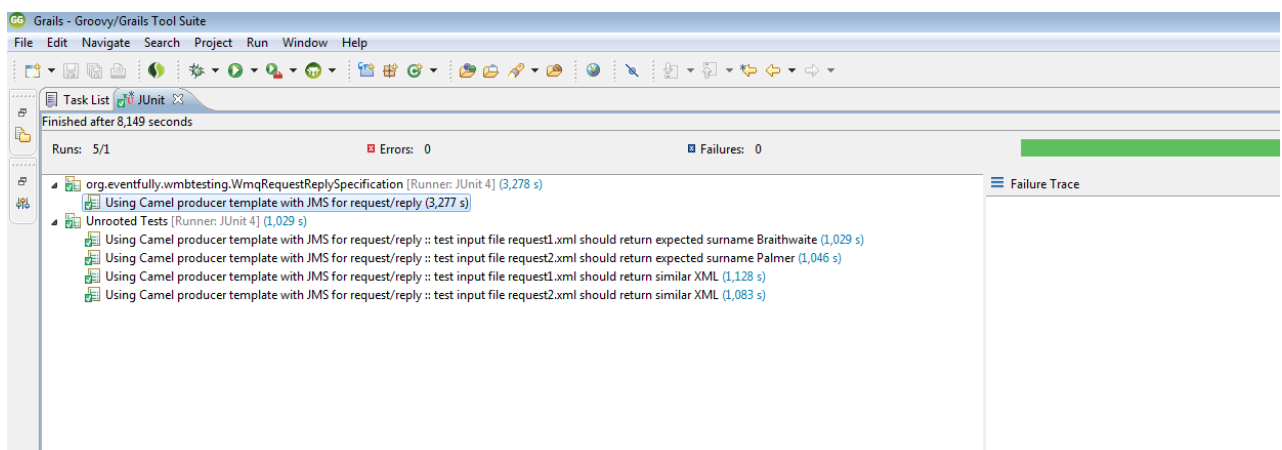 GG Grails - Groovy/Grails Tool Suite
File Edit Navigate Search Project Run Window Help
Task List JUnit
Finished after 8,149 seconds
Runs: 5/1 Errors: 0 Failures: 0
org.eventfully.wmbtesting.WmqRequestReplySpecification [Runner: JUnit 4] (3,278 s)
Failure Trace
Using Camel producer template with JMS for request/reply (3,277 s)
Unrooted Tests [Runner: JUnit 4] (1,029 s)
Using Camel producer template with JMS for request/reply :: test input file request1.xml should return expected surname Braithwaite (1,029 s)
Using Camel producer template with JMS for request/reply :: test input file request2.xml should return expected surname Palmer (1,046 s)
Using Camel producer template with JMS for request/reply :: test input file request1.xml should return similar XML (1,128 s)
Using Camel producer template with JMS for request/reply :: test input file request2.xml should return similar XML (1,083 s)